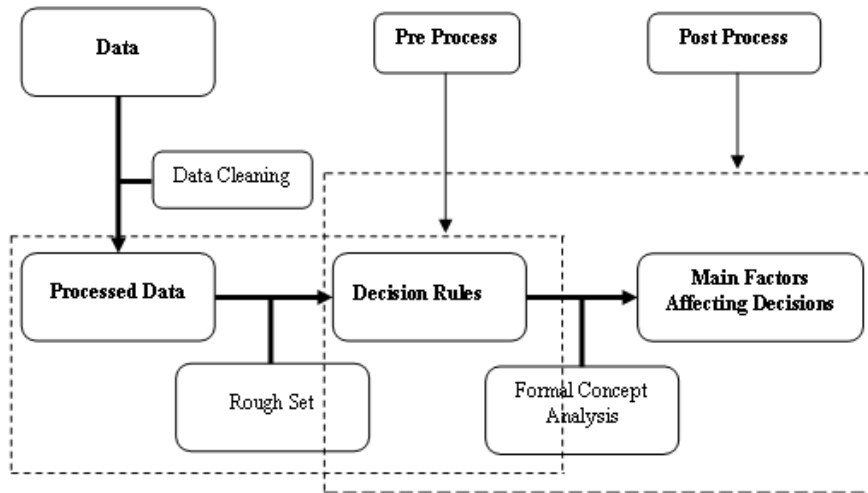 Data
Pre Process
Post Process
Data Cleaning
Processed Data
Decision Rules
Main Factors
Affecting Decisions
Rough Set
Formal Concept
Analysis